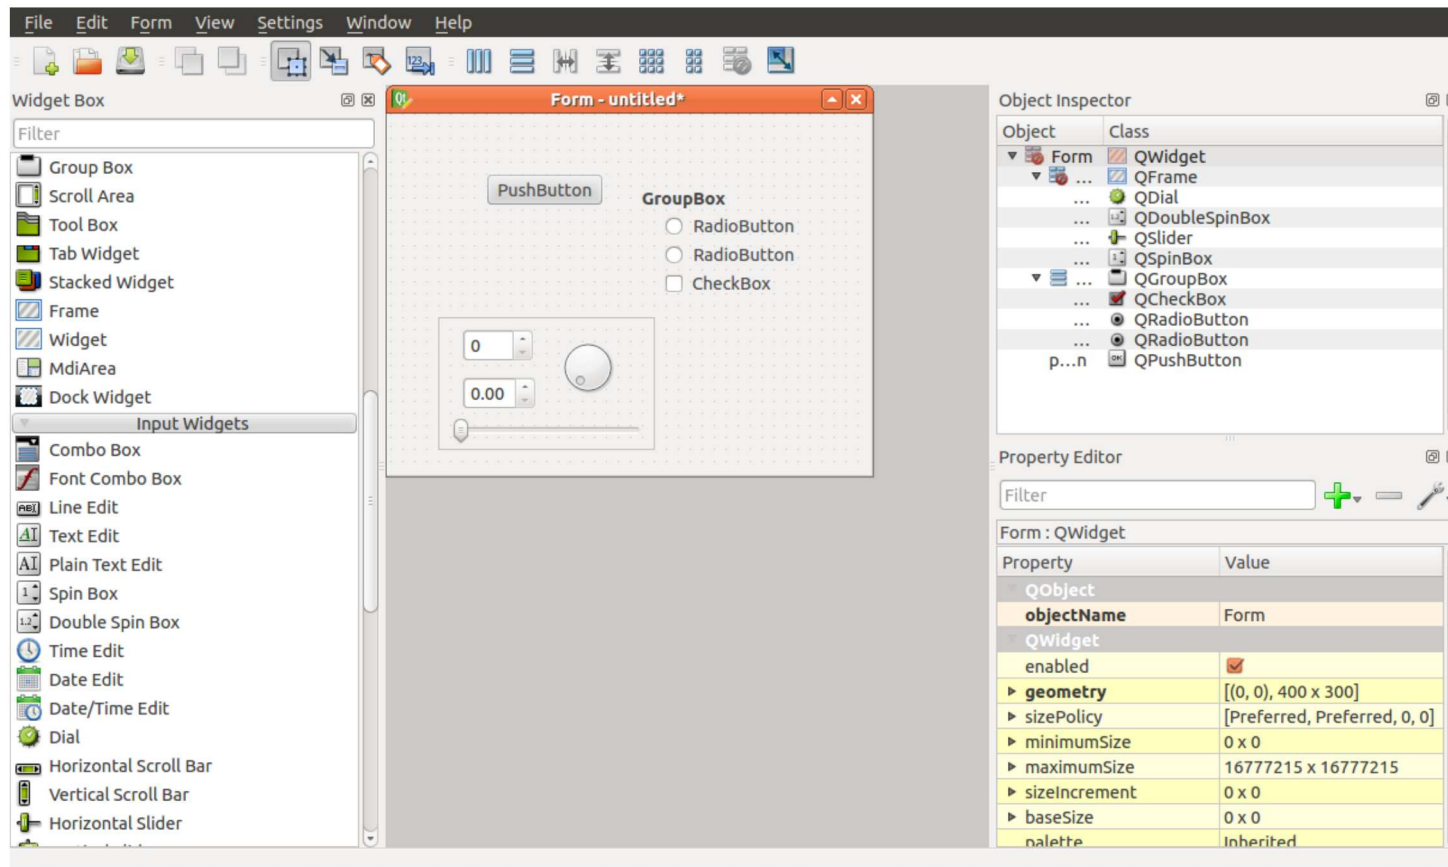 File Edit Form View Settings Window Help
Widget Box
Filter
Group Box
Scroll Area
Tool Box
Tab Widget
Stacked Widget
Frame
Widget
MdiArea
Dock Widget
Input Widgets
Combo Box
Font Combo Box
Line Edit
Text Edit
Plain Text Edit
Spin Box
Double Spin Box
Time Edit
Date Edit
Date/Time Edit
Dial
Horizontal Scroll Bar
Vertical Scroll Bar
Horizontal Slider
Form - untitled*
PushButton
GroupBox
RadioButton
RadioButton
CheckBox
0
0.00
Object Inspector
Object Class
Form QWidget
... QFrame
... QDial
... QDoubleSpinBox
... QSlider
... QSpinBox
... QGroupBox
... QCheckBox
... QRadioButton
... QRadioButton
p...n QPushButton
Property Editor
Filter
Form : QWidget
Property Value
QObject
objectName Form
QWidget
enabled
geometry [(0, 0), 400 x 300]
sizePolicy [Preferred, Preferred, 0, 0]
minimumSize 0 x 0
maximumSize 16777215 x 16777215
sizeIncrement 0 x 0
baseSize 0 x 0
palette Inherited